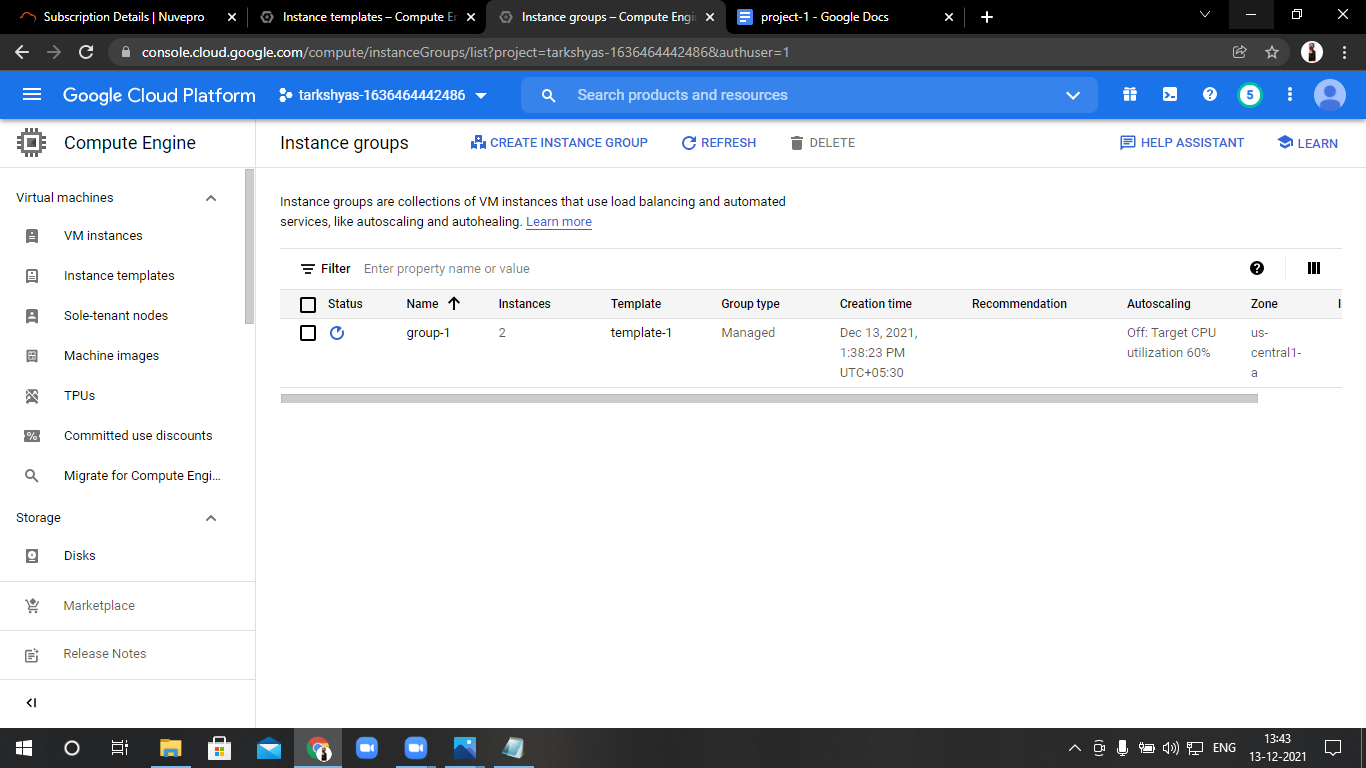 Subscription Details | Nuvepro
Instance templates – Compute En
Instance groups – Compute Engin
project-1 - Google Docs
console.cloud.google.com/compute/instanceGroups/list?project=tarkshyas-1636464442486&authuser=1
Google Cloud Platform
tarkshyas-1636464442486
Search products and resources
5
Compute Engine
Instance groups
CREATE INSTANCE GROUP
REFRESH
DELETE
HELP ASSISTANT
LEARN
Virtual machines
VM instances
Instance templates
Sole-tenant nodes
Machine images
TPUs
Committed use discounts
Migrate for Compute Engi...
Storage
Disks
Marketplace
Release Notes
Instance groups are collections of VM instances that use load balancing and automated
services, like autoscaling and autohealing. Learn more
Filter Enter property name or value
Status Name Instances Template Group type Creation time Recommendation Autoscaling Zone I
group-1 2 template-1 Managed Dec 13, 2021, Off: Target CPU us-
1:38:23 PM utilization 60% central1-
UTC+05:30 a
ENG
13:43
13-12-2021